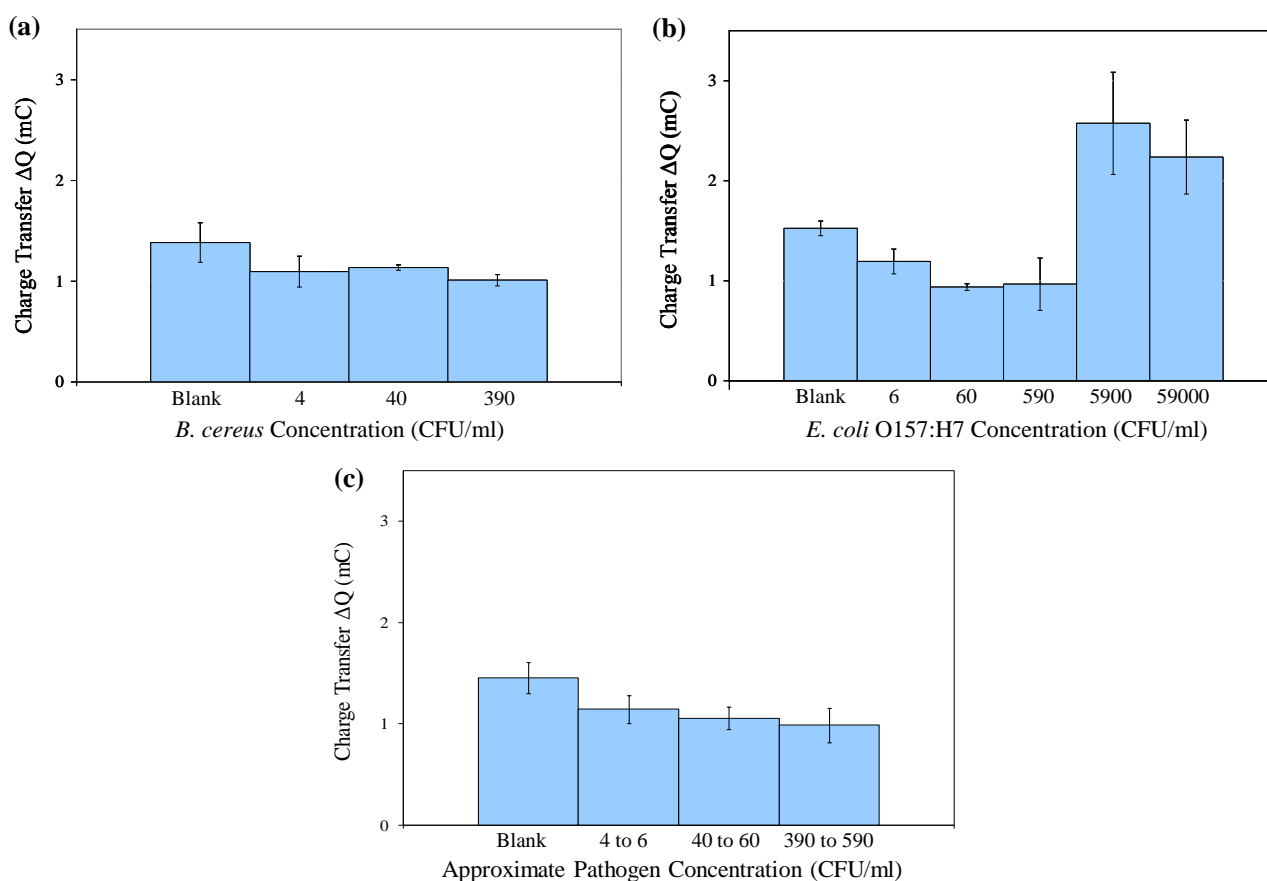 (a)
Charge Transfer ΔQ (mC)
3
2
1
0
Blank 4 40 390
B. cereus Concentration (CFU/ml)
(b)
Charge Transfer ΔQ (mC)
3
2
1
0
Blank 6 60 590 5900 59000
E. coli O157:H7 Concentration (CFU/ml)
(c)
Charge Transfer ΔQ (mC)
3
2
1
0
Blank 4 to 6 40 to 60 390 to 590
Approximate Pathogen Concentration (CFU/ml)